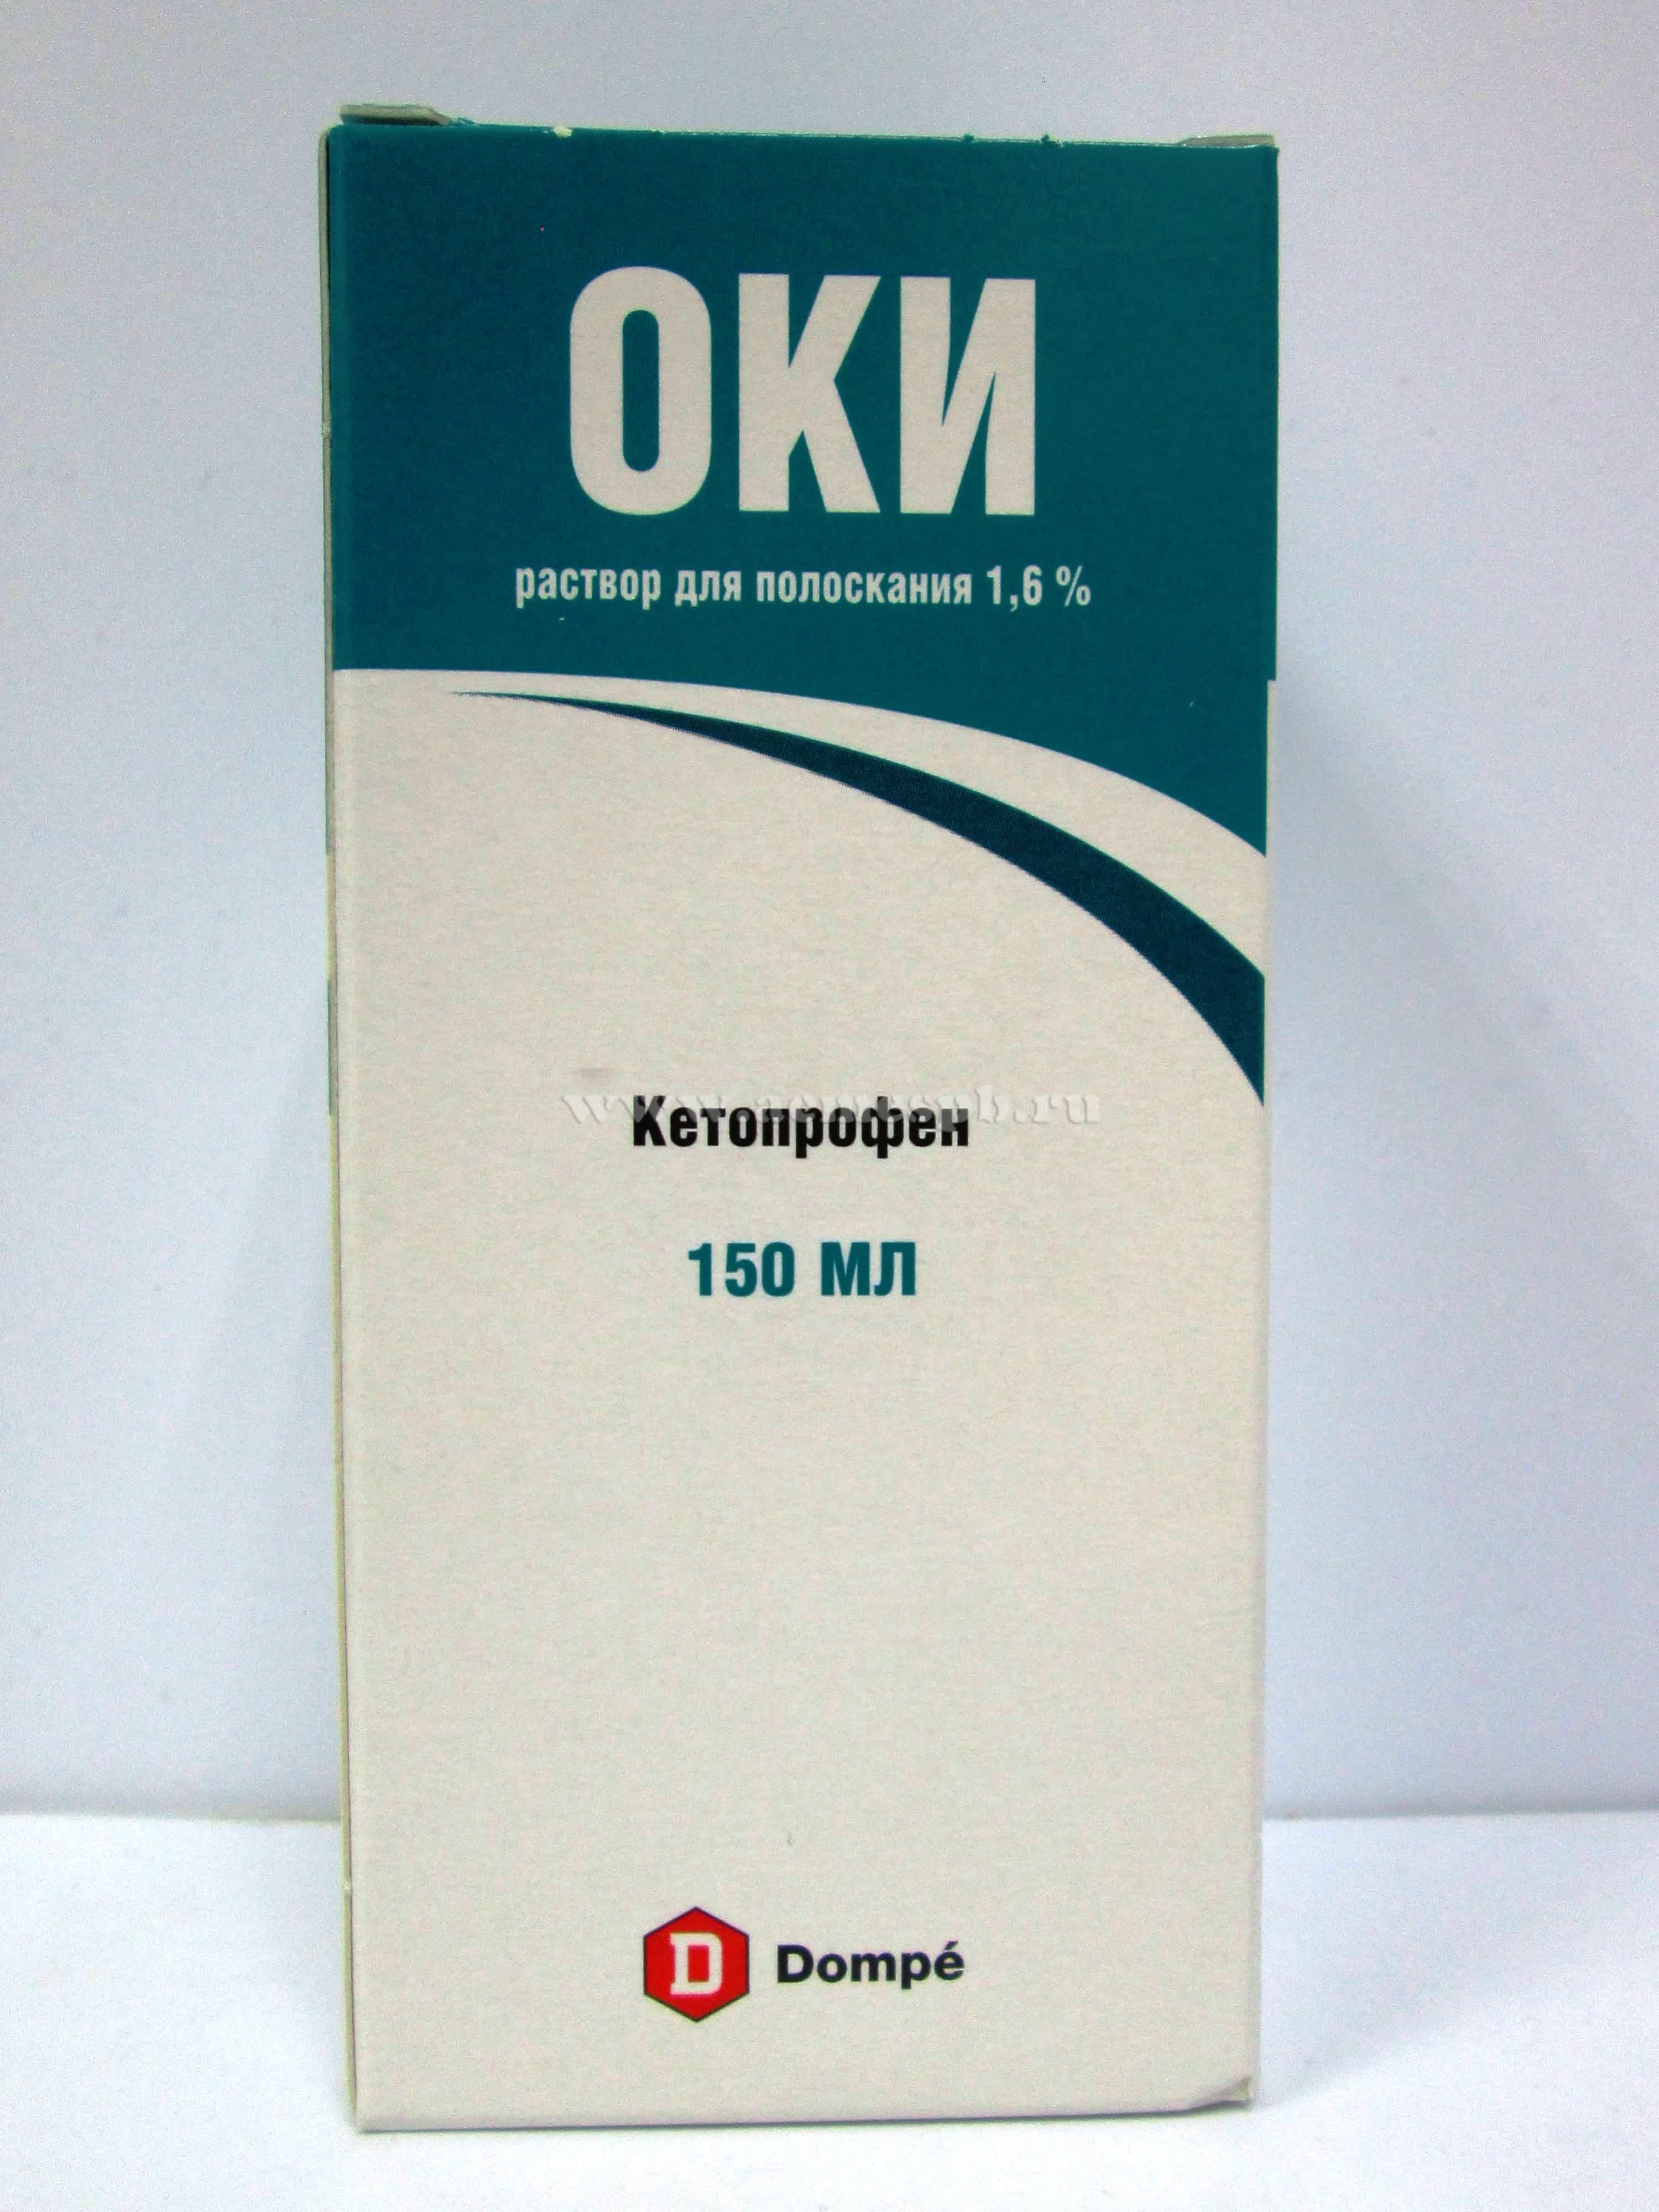 ОКИ
раствор для полоскания 1,6 %
Кетопрофен
150 МЛ
D Dompé